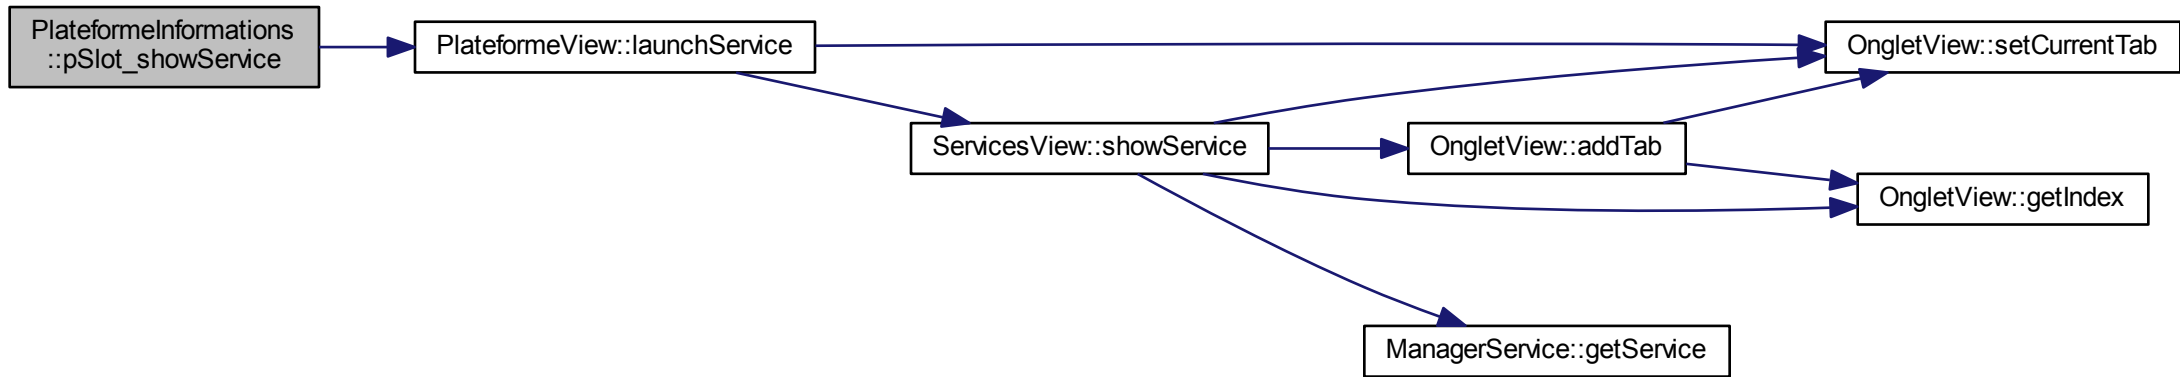 PlateformeInformations
::pSlot_showService
PlateformeView::launchService
OngletView::setCurrentTab
ServicesView::showService
OngletView::addTab
OngletView::getIndex
ManagerService::getService